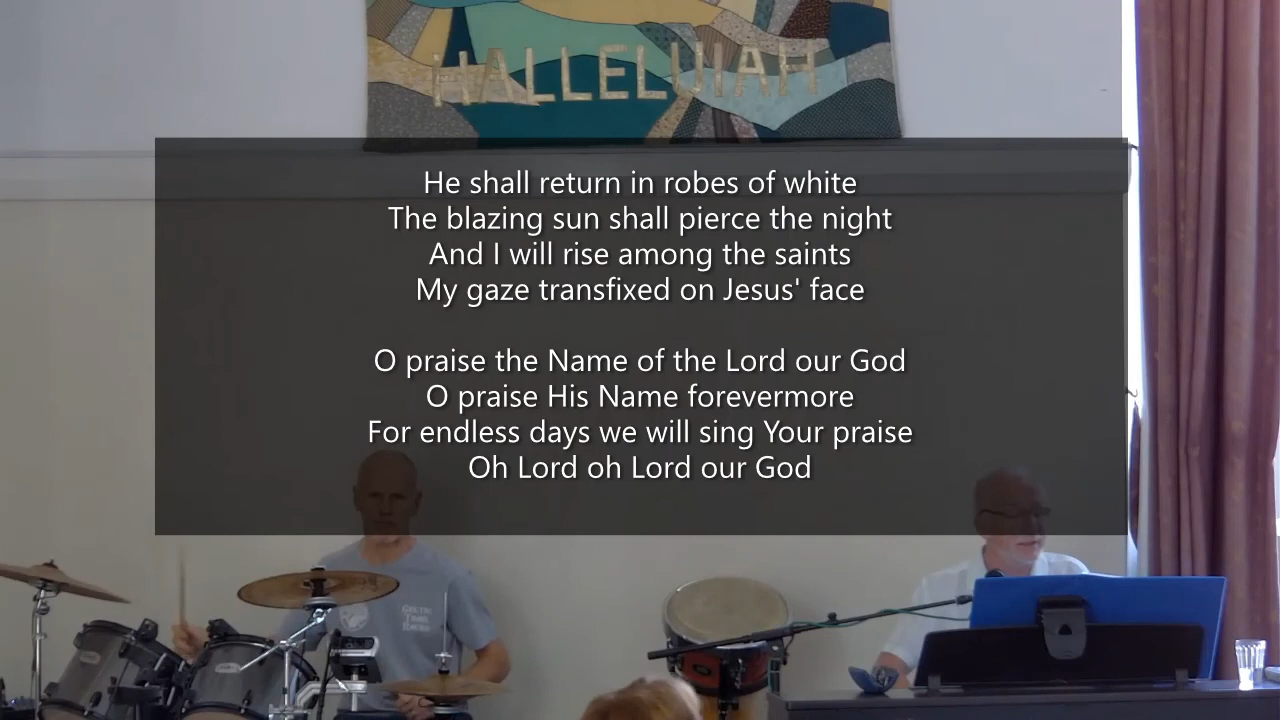 HALLELUIAH
He shall return in robes of white
The blazing sun shall pierce the night
And I will rise among the saints
My gaze transfixed on Jesus' face
O praise the Name of the Lord our God
O praise His Name forevermore
For endless days we will sing Your praise
Oh Lord oh Lord our God